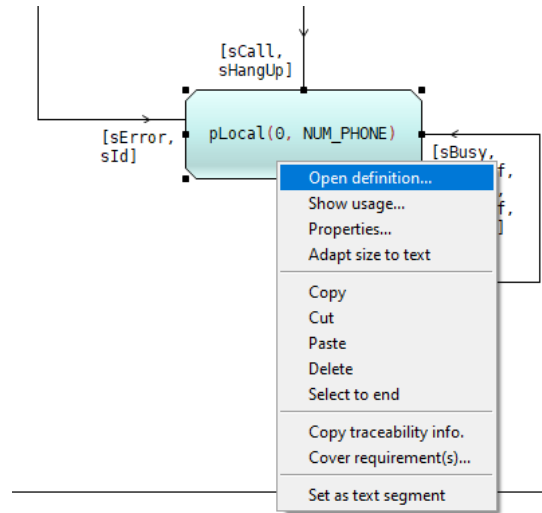 [sCall,
sHangUp]
pLocal(0, NUM_PHONE)
[sError,
sId]
[sBusy,
f,
,
f,
]
Open definition...
Show usage...
Properties...
Adapt size to text
Copy
Cut
Paste
Delete
Select to end
Copy traceability info.
Cover requirement(s)...
Set as text segment